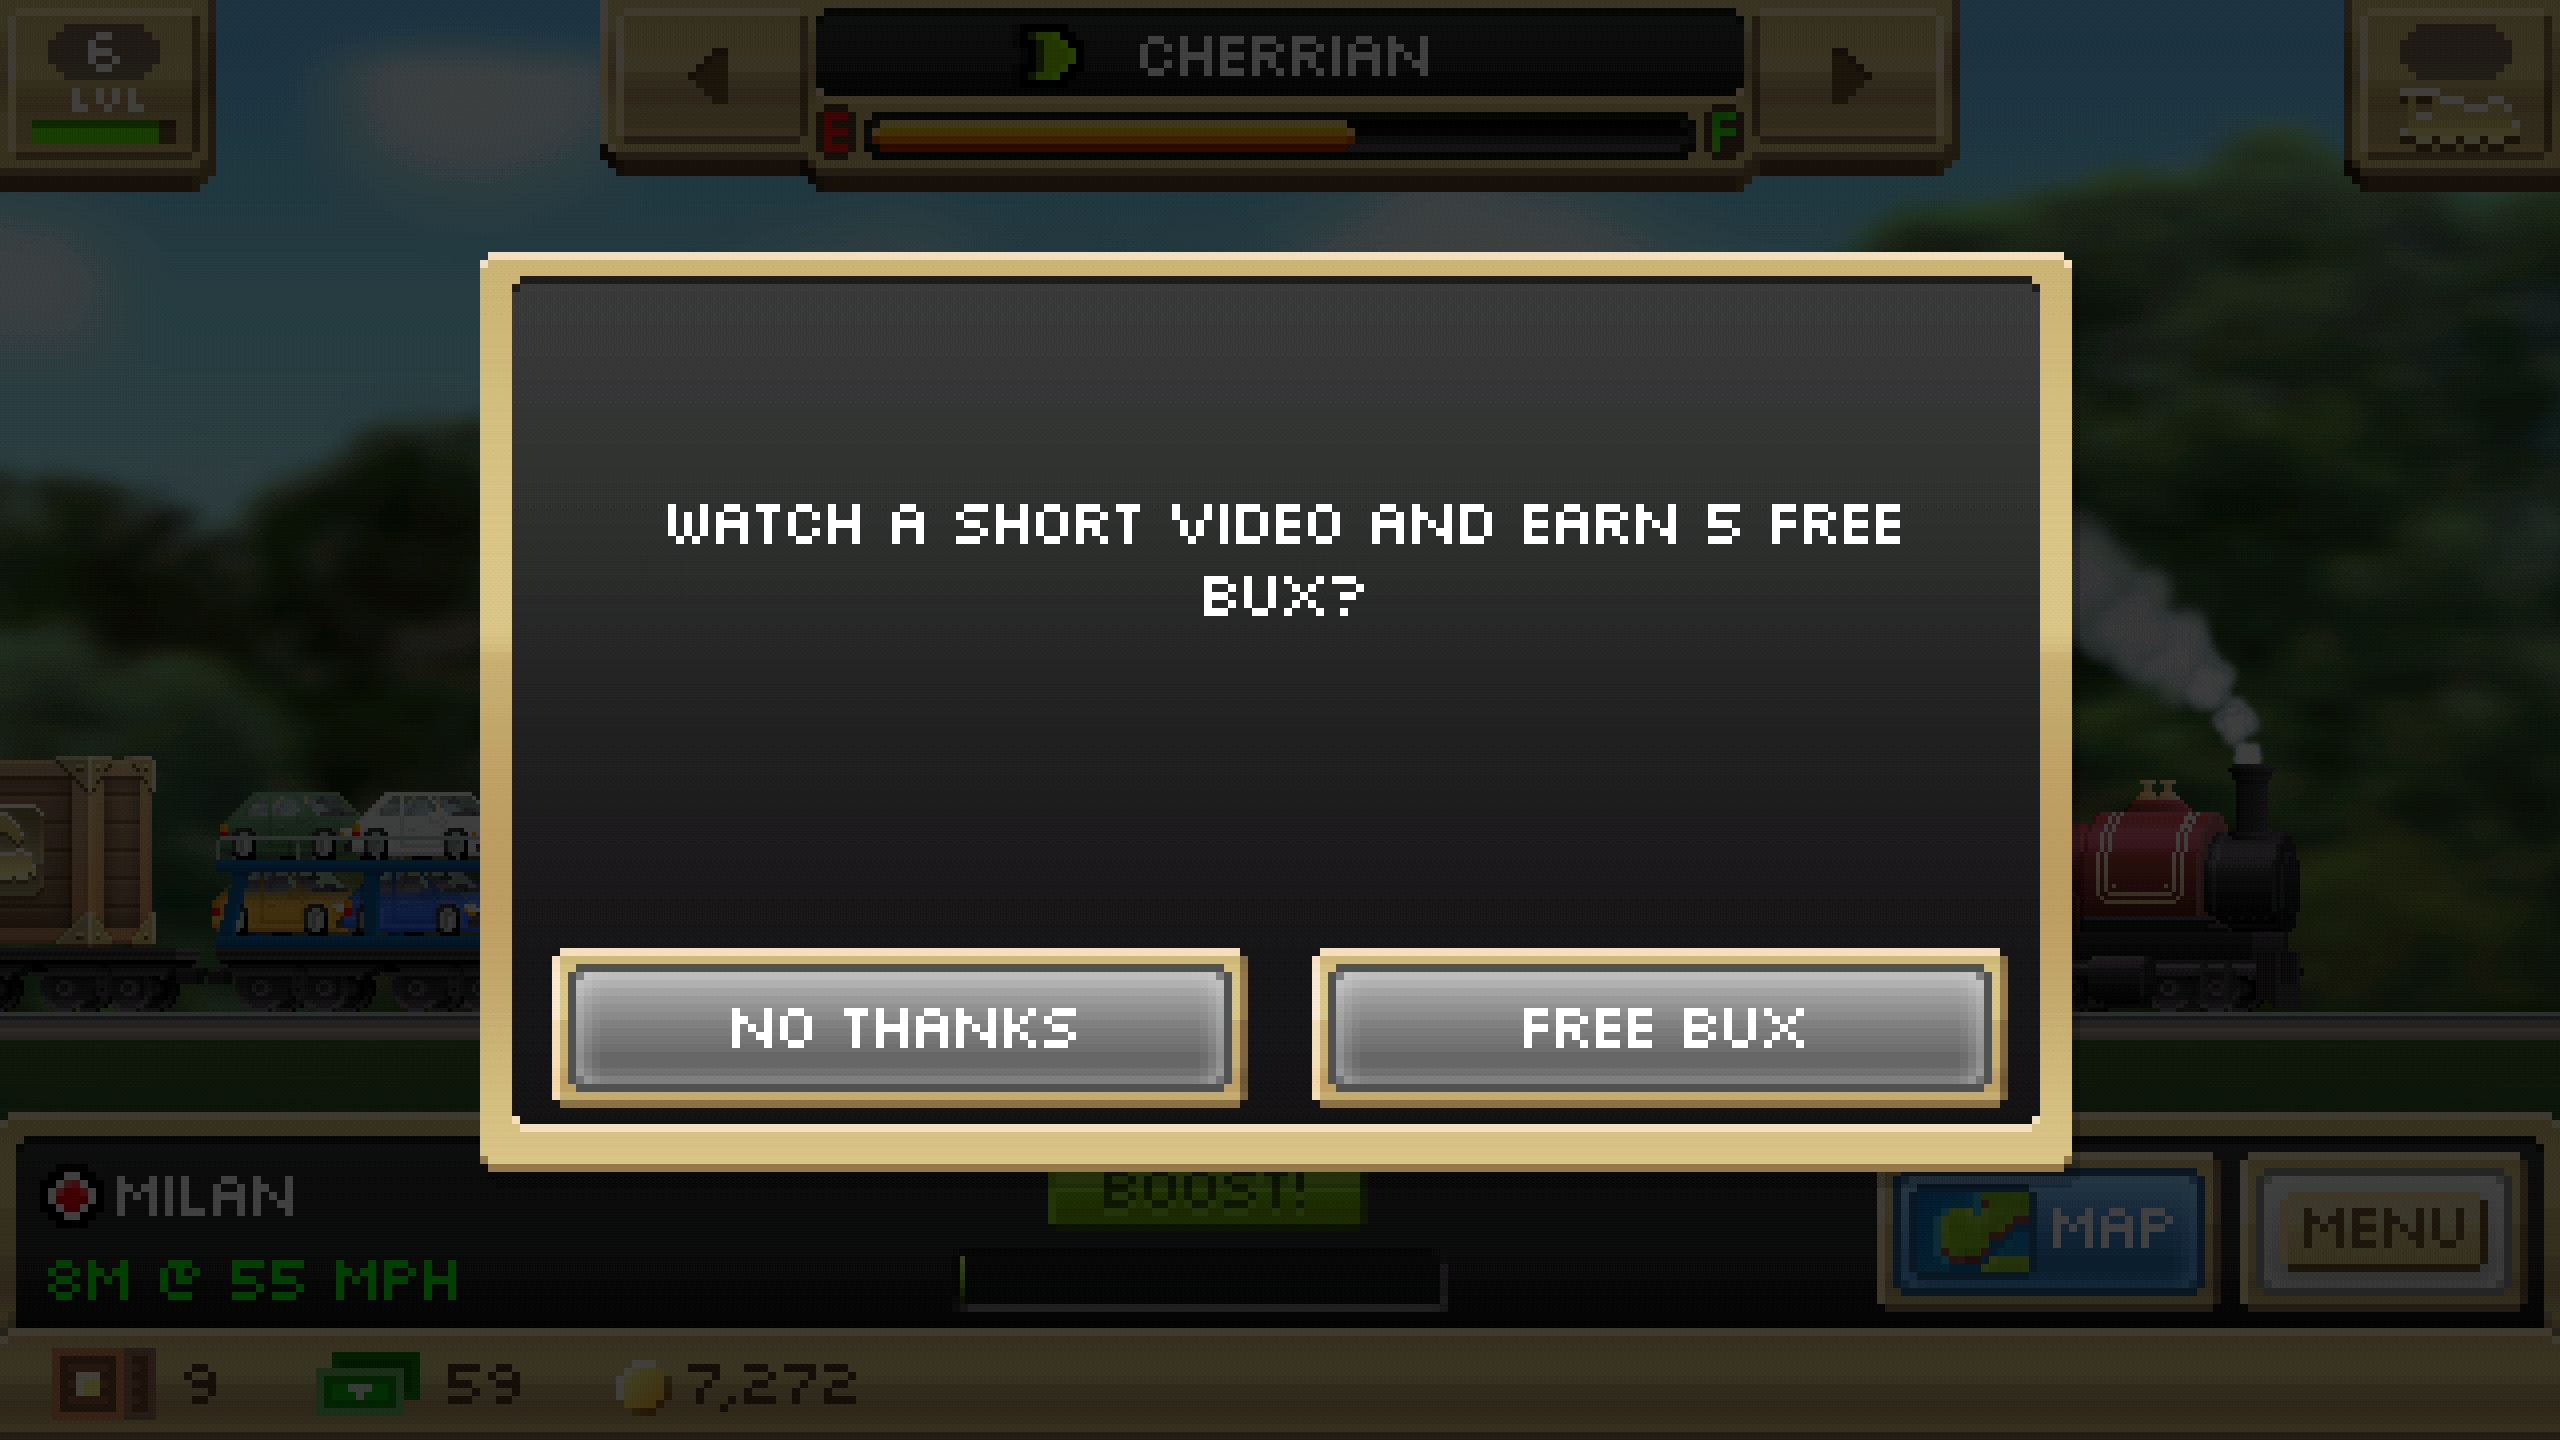 6
LVL
CHERRIAN
E F
WATCH A SHORT VIDEO AND EARN 5 FREE
BUX?
NO THANKS
FREE BUX
MILAN
8M @ 55 MPH
BOOST!
MAP
MENU
9
59
7,272